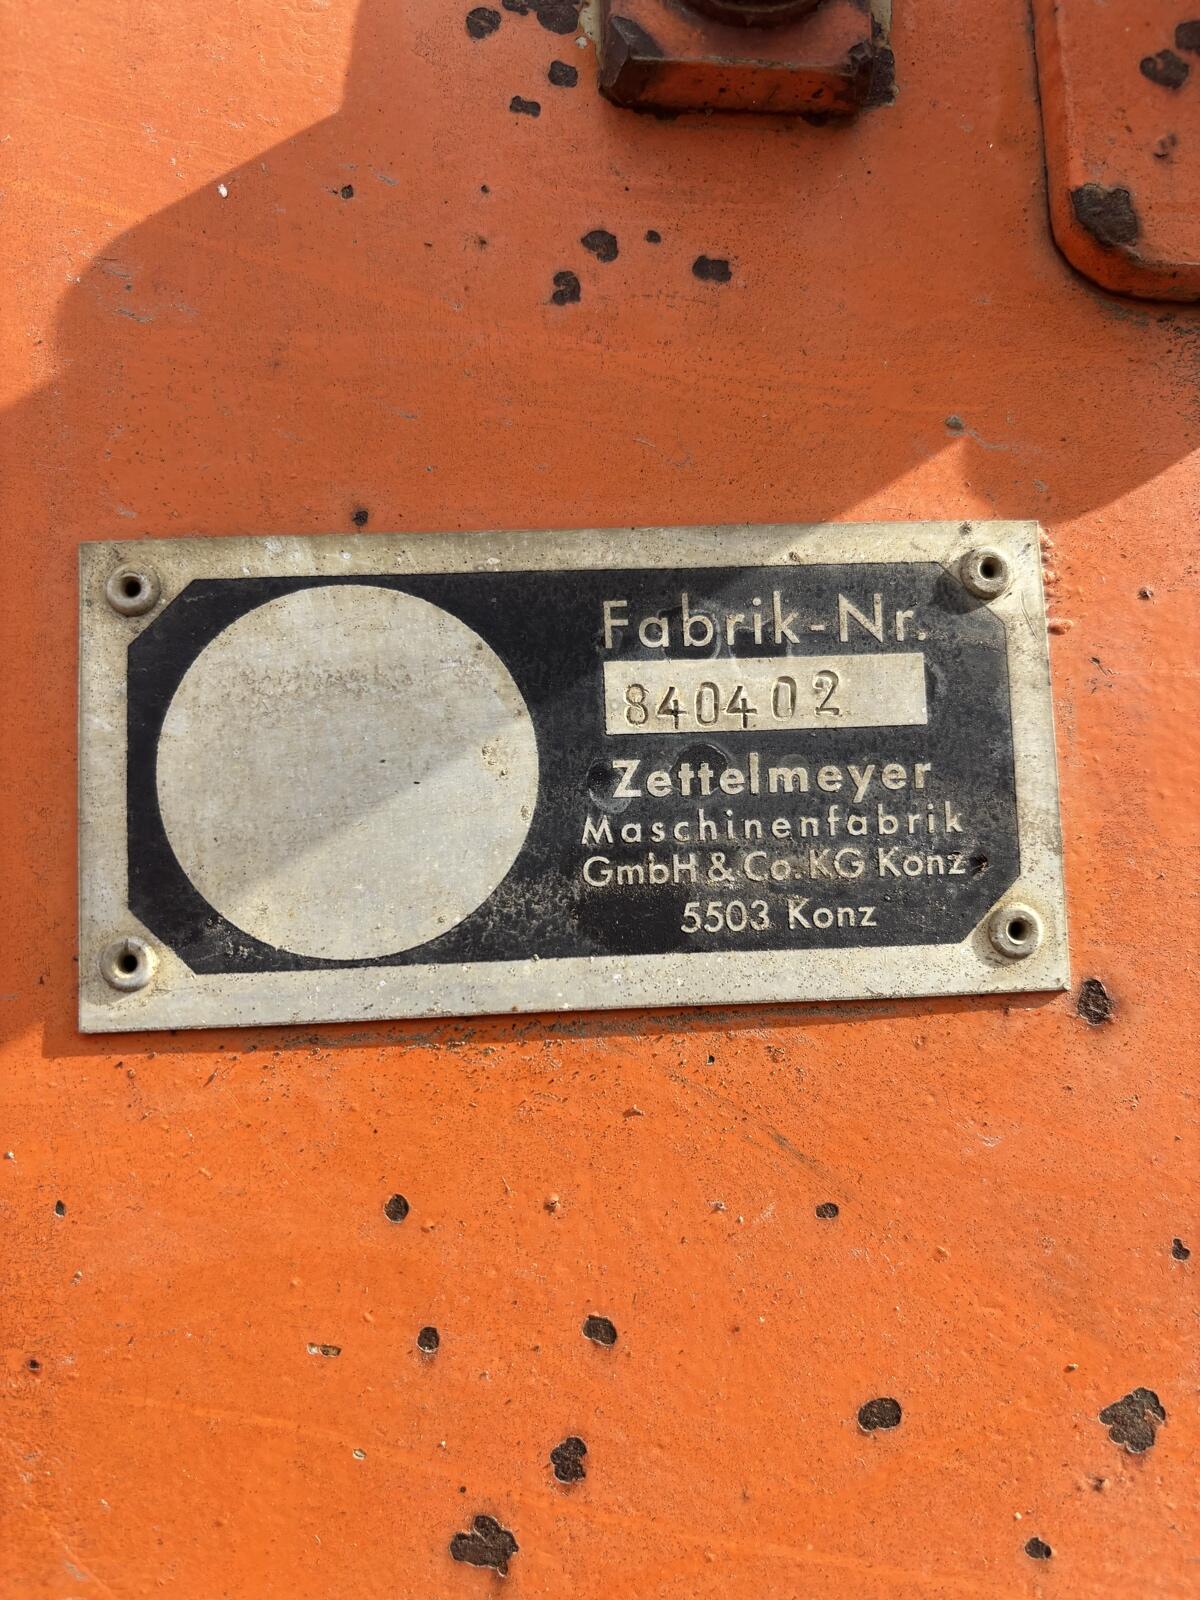 Fabrik-Nr.
840402
Zettelmeyer
Maschinenfabrik
GmbH & Co. KG Konz
5503 Konz